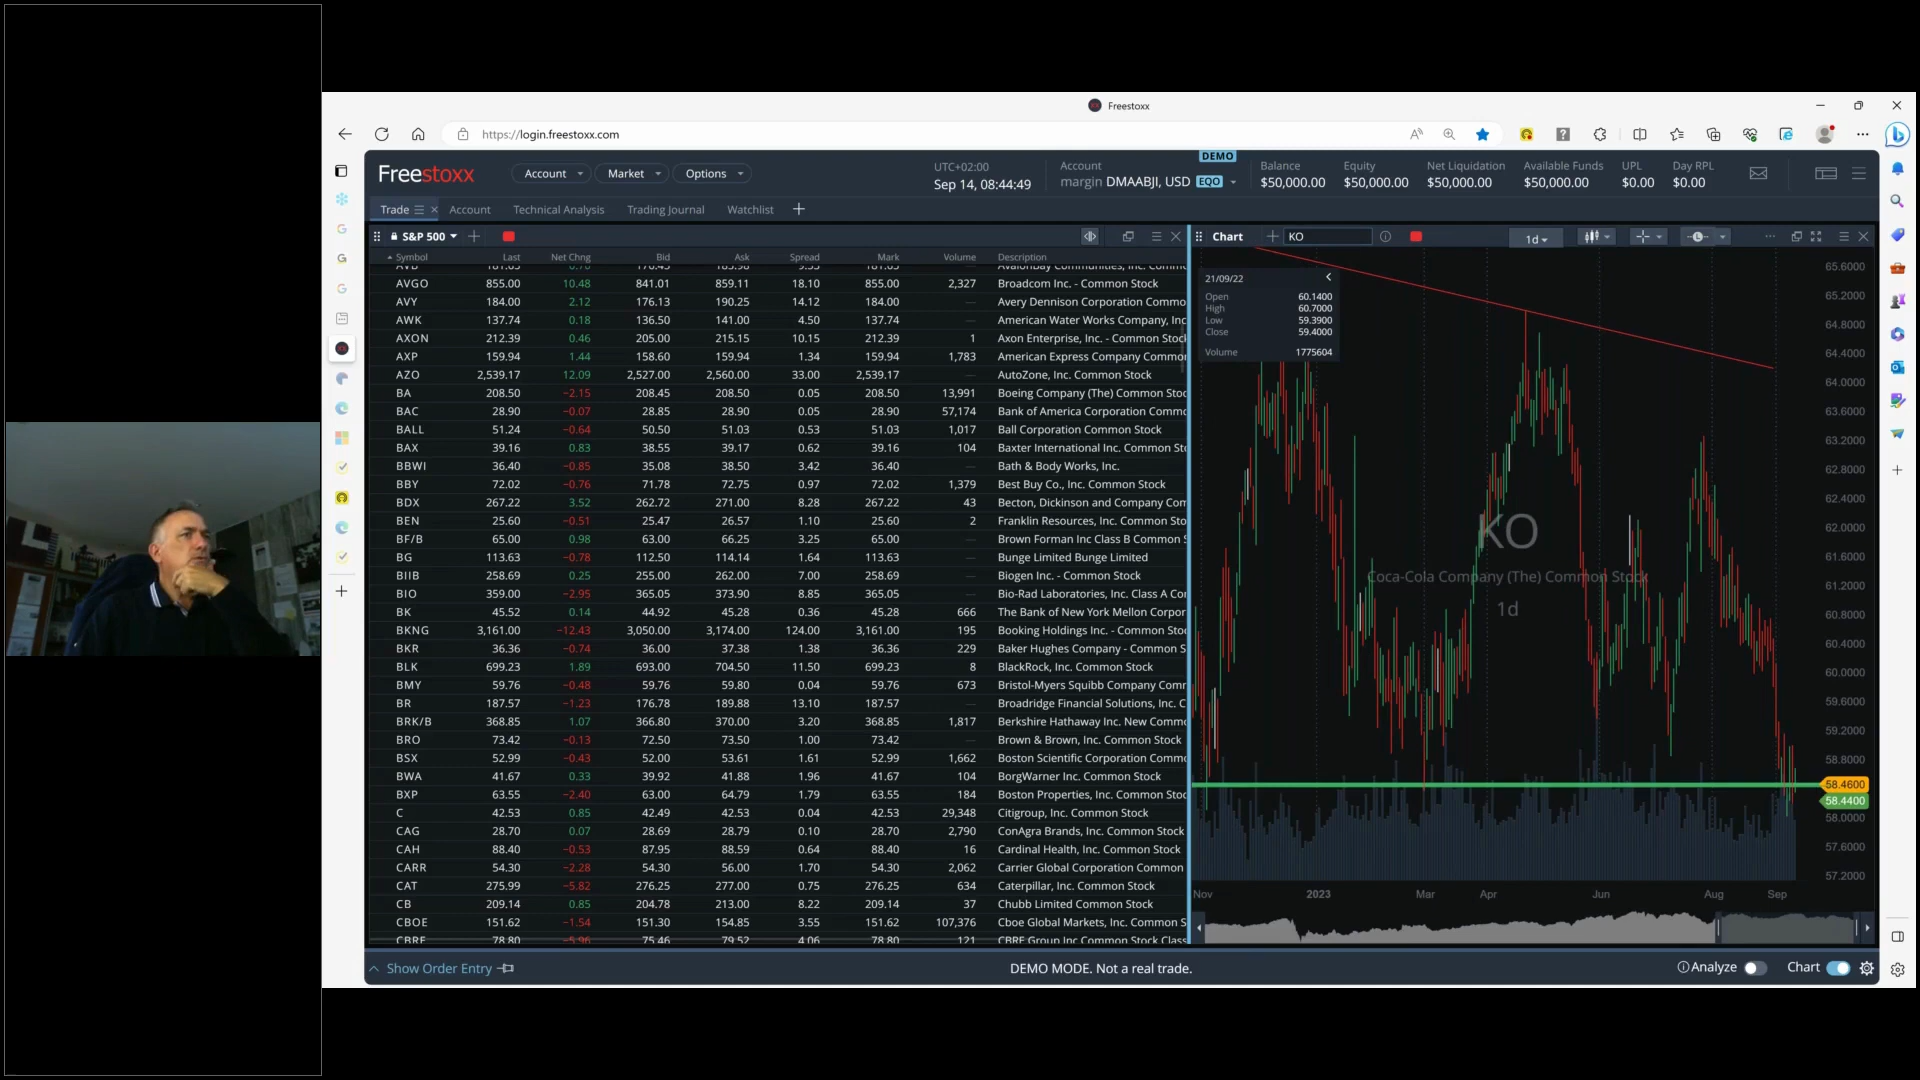 Freestoxx
https://login.freestoxx.com
Freestoxx
Account
Market
Options
UTC+02:00
Sep 14, 08:44:49
Account
margin DMAABJI, USD EQO
DEMO
Balance
$50,000.00
Equity
$50,000.00
Net Liquidation
$50,000.00
Available Funds
$50,000.00
UPL
$0.00
Day RPL
$0.00
Trade Account Technical Analysis Trading Journal Watchlist
S&P 500
Symbol Last Net Chng Bid Ask Spread Mark Volume Description
AVGO 855.00 10.48 841.01 859.11 18.10 855.00 2,327 Broadcom Inc. - Common Stock
AVY 184.00 2.12 176.13 190.25 14.12 184.00 — Avery Dennison Corporation Commo
AWK 137.74 0.18 136.50 141.00 4.50 137.74 — American Water Works Company, Inc
AXON 212.39 0.46 205.00 215.15 10.15 212.39 1 Axon Enterprise, Inc. - Common Stock
AXP 159.94 1.44 158.60 159.94 1.34 159.94 1,783 American Express Company Common
AZO 2,539.17 12.09 2,527.00 2,560.00 33.00 2,539.17 — AutoZone, Inc. Common Stock
BA 208.50 −2.15 208.45 208.50 0.05 208.50 13,991 Boeing Company (The) Common Stoc
BAC 28.90 −0.07 28.85 28.90 0.05 28.90 57,174 Bank of America Corporation Commo
BALL 51.24 −0.64 50.50 51.03 0.53 51.03 1,017 Ball Corporation Common Stock
BAX 39.16 0.83 38.55 39.17 0.62 39.16 104 Baxter International Inc. Common St
BBWI 36.40 −0.85 35.08 38.50 3.42 36.40 — Bath & Body Works, Inc.
BBY 72.02 −0.76 71.78 72.75 0.97 72.02 1,379 Best Buy Co., Inc. Common Stock
BDX 267.22 3.52 262.72 271.00 8.28 267.22 43 Becton, Dickinson and Company Com
BEN 25.60 −0.51 25.47 26.57 1.10 25.60 2 Franklin Resources, Inc. Common Sto
BF/B 65.00 0.98 63.00 66.25 3.25 65.00 — Brown Forman Inc Class B Common S
BG 113.63 −0.78 112.50 114.14 1.64 113.63 — Bunge Limited Bunge Limited
BIIB 258.69 0.25 255.00 262.00 7.00 258.69 — Biogen Inc. - Common Stock
BIO 359.00 −2.95 365.05 373.90 8.85 365.05 — Bio-Rad Laboratories, Inc. Class A Co
BK 45.52 0.14 44.92 45.28 0.36 45.28 666 The Bank of New York Mellon Corpor
BKNG 3,161.00 −12.43 3,050.00 3,174.00 124.00 3,161.00 195 Booking Holdings Inc. - Common Sto
BKR 36.36 −0.74 36.00 37.38 1.38 36.36 229 Baker Hughes Company - Common S
BLK 699.23 1.89 693.00 704.50 11.50 699.23 8 BlackRock, Inc. Common Stock
BMY 59.76 −0.48 59.76 59.80 0.04 59.76 673 Bristol-Myers Squibb Company Comr
BR 187.57 −1.23 176.78 189.88 13.10 187.57 — Broadridge Financial Solutions, Inc. C
BRK/B 368.85 1.07 366.80 370.00 3.20 368.85 1,817 Berkshire Hathaway Inc. New Commo
BRO 73.42 −0.13 72.50 73.50 1.00 73.42 — Brown & Brown, Inc. Common Stock
BSX 52.99 −0.43 52.00 53.61 1.61 52.99 1,662 Boston Scientific Corporation Commo
BWA 41.67 0.33 39.92 41.88 1.96 41.67 104 BorgWarner Inc. Common Stock
BXP 63.55 −2.40 63.00 64.79 1.79 63.55 184 Boston Properties, Inc. Common Stock
C 42.53 0.85 42.49 42.53 0.04 42.53 29,348 Citigroup, Inc. Common Stock
CAG 28.70 0.07 28.69 28.79 0.10 28.70 2,790 ConAgra Brands, Inc. Common Stock
CAH 88.40 −0.53 87.95 88.59 0.64 88.40 16 Cardinal Health, Inc. Common Stock
CARR 54.30 −2.28 54.30 56.00 1.70 54.30 2,062 Carrier Global Corporation Common
CAT 275.99 −5.82 276.25 277.00 0.75 276.25 634 Caterpillar, Inc. Common Stock
CB 209.14 0.85 204.78 213.00 8.22 209.14 37 Chubb Limited Common Stock
CBOE 151.62 −1.54 151.30 154.85 3.55 151.62 107,376 Cboe Global Markets, Inc. Common S
CBRE 78.80 −5.96 75.46 79.52 4.06 78.80 121 CBRE Group Inc Common Stock Class
Chart
KO
1d
21/09/22
Open 60.1400
High 60.7000
Low 59.3900
Close 59.4000
Volume 1775604
KO
Coca-Cola Company (The) Common Stock
1d
65.6000
65.2000
64.8000
64.4000
64.0000
63.6000
63.2000
62.8000
62.4000
62.0000
61.6000
61.2000
60.8000
60.4000
60.0000
59.6000
59.2000
58.8000
58.4600
58.4400
58.0000
57.6000
57.2000
Nov 2023 Mar Apr Jun Aug Sep
Show Order Entry
DEMO MODE. Not a real trade.
Analyze
Chart